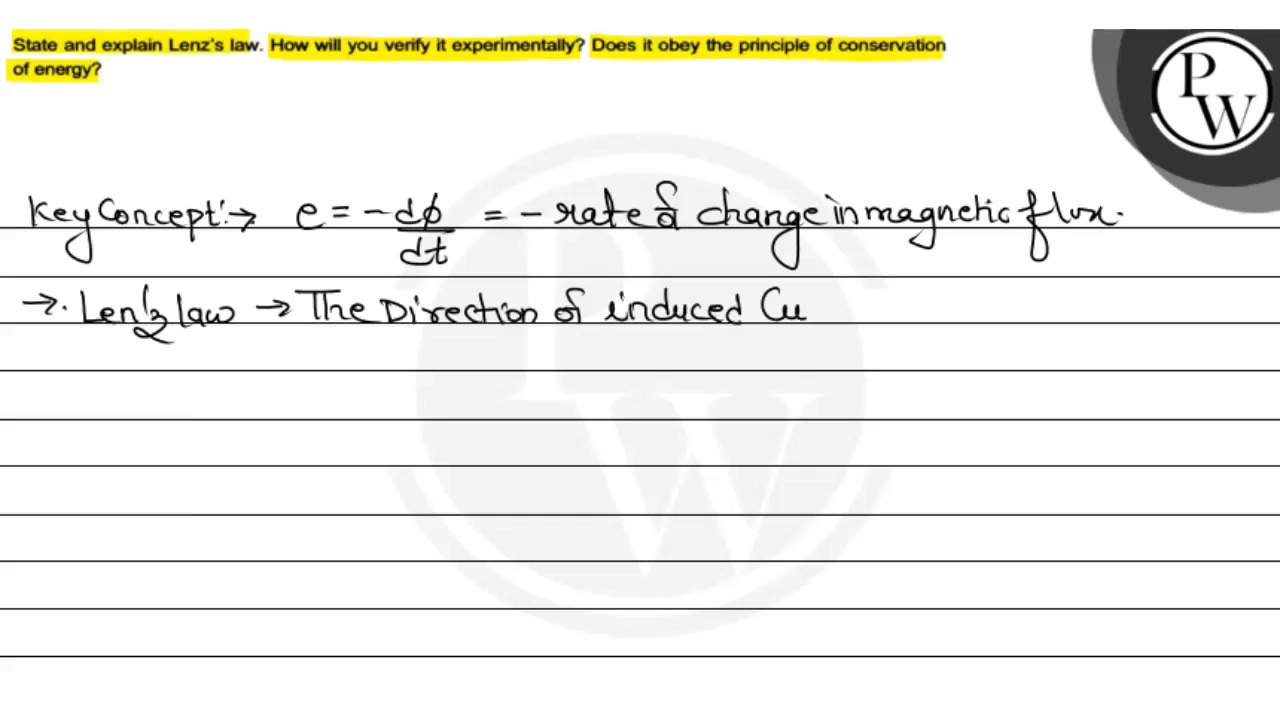 State and explain Lenz's law. How will you verify it experimentally? Does it obey the principle of conservation
of energy?
P
W
Key Concept:→ e = -dϕ/dt = - rate of change in magnetic flux.
→. Lenz law → The Direction of induced Cu
PW